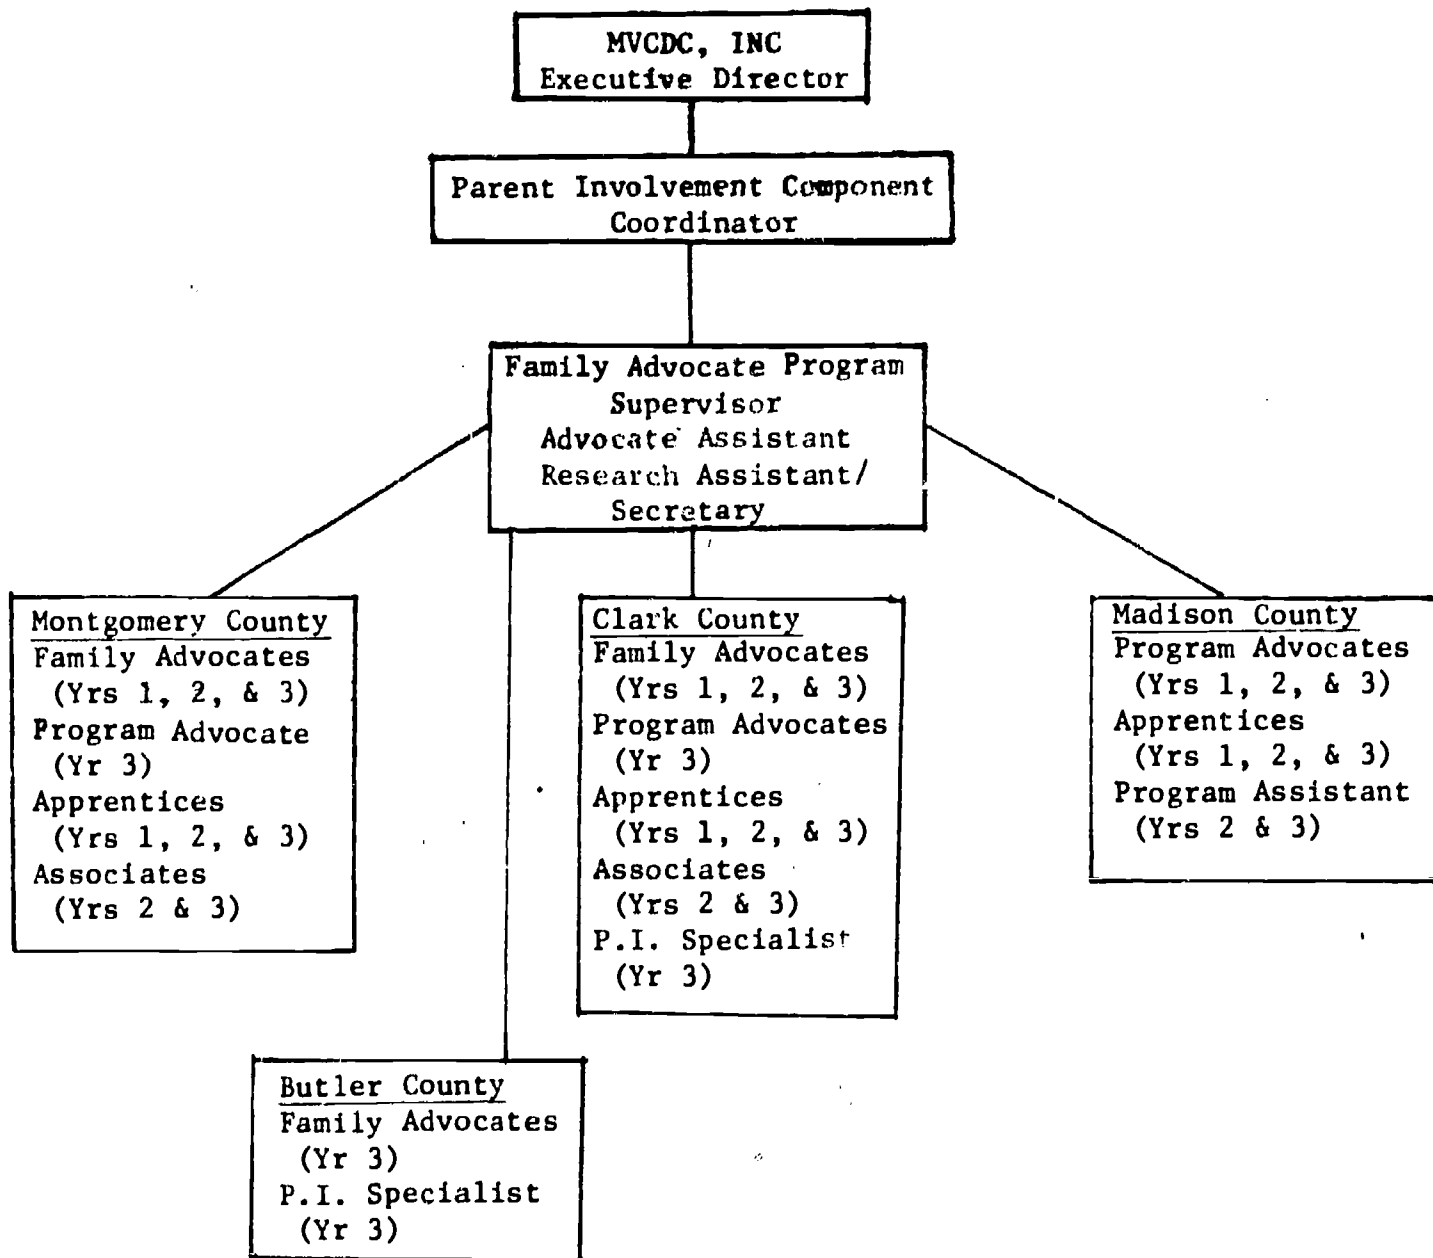 MVCDC, INC
Executive Director
Parent Involvement Component
Coordinator
Family Advocate Program
Supervisor
Advocate Assistant
Research Assistant/
Secretary
Montgomery County
Family Advocates
(Yrs 1, 2, & 3)
Program Advocate
(Yr 3)
Apprentices
(Yrs 1, 2, & 3)
Associates
(Yrs 2 & 3)
Clark County
Family Advocates
(Yrs 1, 2, & 3)
Program Advocates
(Yr 3)
Apprentices
(Yrs 1, 2, & 3)
Associates
(Yrs 2 & 3)
P.I. Specialist
(Yr 3)
Madison County
Program Advocates
(Yrs 1, 2, & 3)
Apprentices
(Yrs 1, 2, & 3)
Program Assistant
(Yrs 2 & 3)
Butler County
Family Advocates
(Yr 3)
P.I. Specialist
(Yr 3)